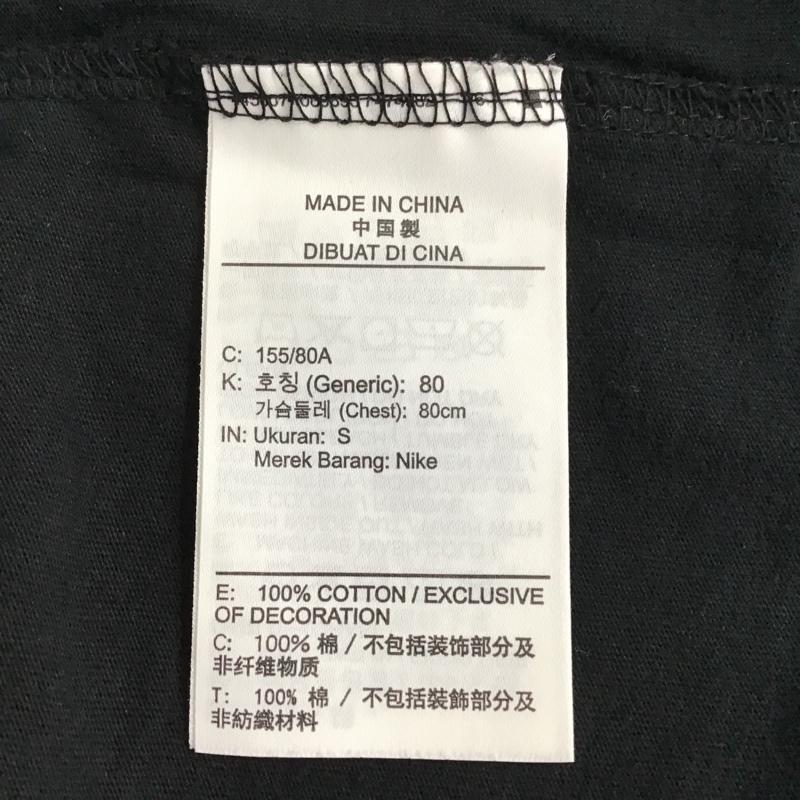 MADE IN CHINA
中国製
DIBUAT DI CINA
C: 155/80A
K: 호칭 (Generic): 80
가슴둘레 (Chest): 80cm
IN: Ukuran: S
Merek Barang: Nike
E: 100% COTTON / EXCLUSIVE
OF DECORATION
C: 100% 棉 / 不包括装饰部分及
非纤维物质
T: 100% 棉 / 不包括裝飾部分及
非紡織材料